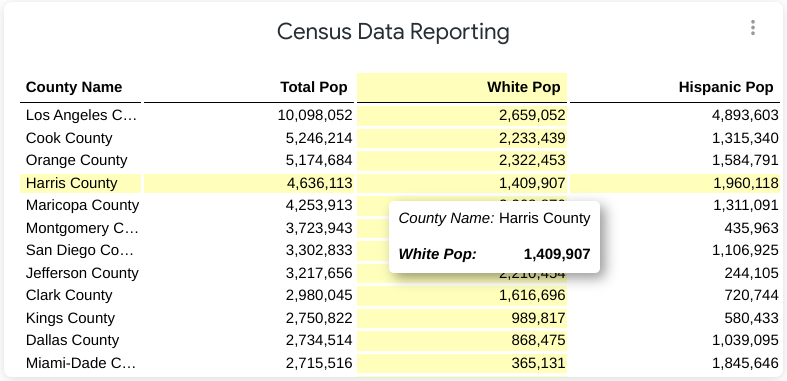 Census Data Reporting
County Name Total Pop White Pop Hispanic Pop
Los Angeles C... 10,098,052 2,659,052 4,893,603
Cook County 5,246,214 2,233,439 1,315,340
Orange County 5,174,684 2,322,453 1,584,791
Harris County 4,636,113 1,409,907 1,960,118
Maricopa County 4,253,913 1,311,091
County Name: Harris County
Montgomery C... 3,723,943 435,963
San Diego Co... 3,302,833 1,106,925
White Pop: 1,409,907
Jefferson County 3,217,656 244,105
Clark County 2,980,045 1,616,696 720,744
Kings County 2,750,822 989,817 580,433
Dallas County 2,734,514 868,475 1,039,095
Miami-Dade C... 2,715,516 365,131 1,845,646